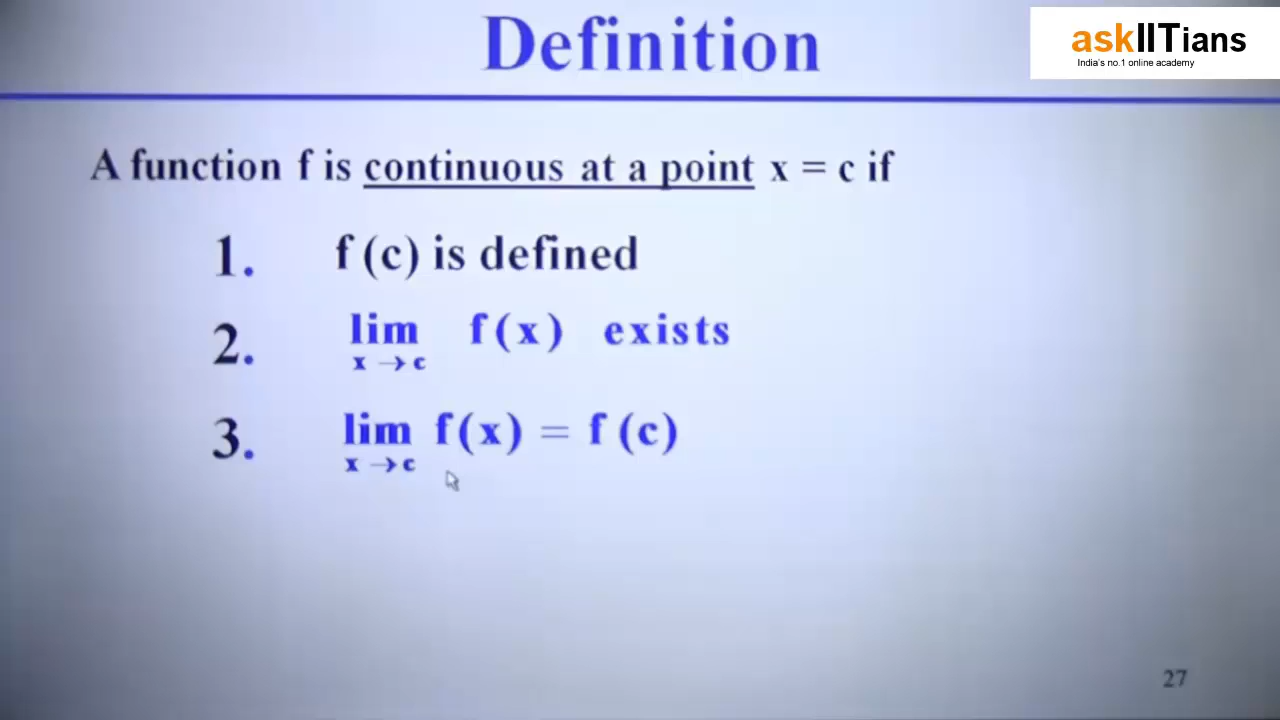 Definition
askIITians
India's no.1 online academy
A function f is continuous at a point x = c if
1. f (c) is defined
2. lim f(x) exists
x → c
3. lim f(x) = f (c)
x → c
27